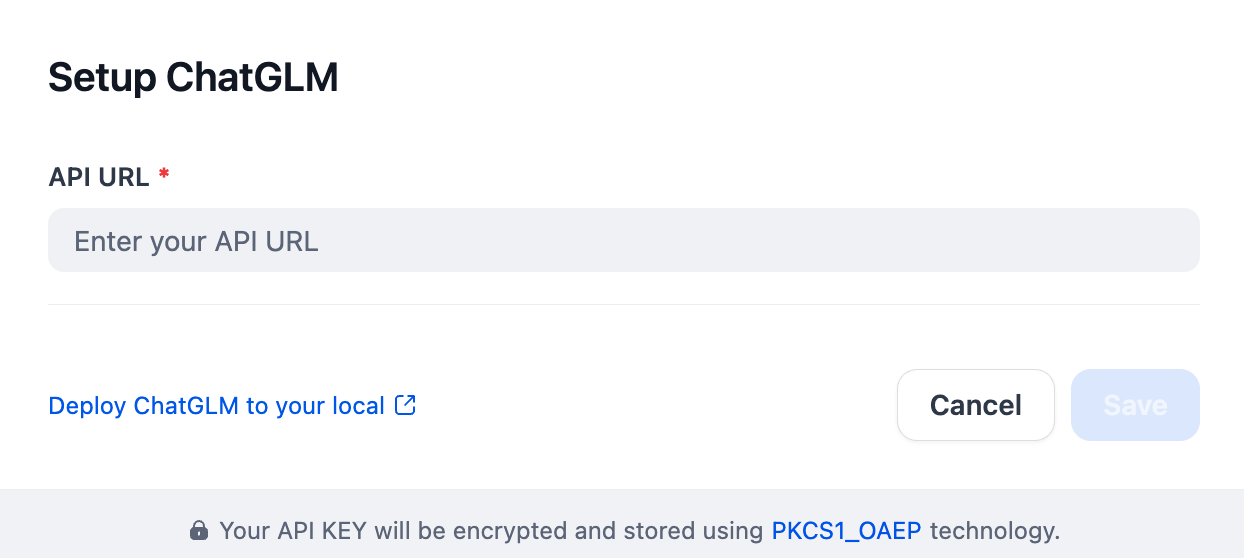 Setup ChatGLM
API URL *
Enter your API URL
Deploy ChatGLM to your local
Cancel
Save
Your API KEY will be encrypted and stored using PKCS1_OAEP technology.